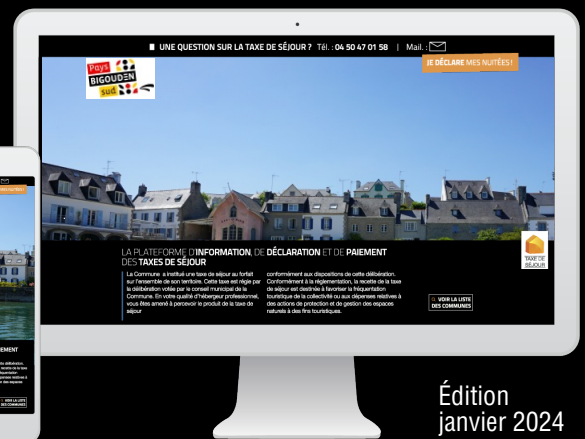 UNE QUESTION SUR LA TAXE DE SÉJOUR ? Tél. : 04 50 47 01 58 | Mail. :
JE DÉCLARE MES NUITÉES !
Pays
BIGOUDEN
sud
LA PLATEFORME D'INFORMATION, DE DÉCLARATION ET DE PAIEMENT
DES TAXES DE SÉJOUR
La Commune a institué une taxe de séjour au forfait
sur l'ensemble de son territoire. Cette taxe est régie par
la délibération votée par le conseil municipal de la
Commune. En votre qualité d'hébergeur professionnel,
vous êtes amené à percevoir le produit de la taxe de
séjour
conformément aux dispositions de cette délibération.
Conformément à la réglementation, la recette de la taxe
de séjour est destinée à favoriser la fréquentation
touristique de la collectivité ou aux dépenses relatives à
des actions de protection et de gestion des espaces
naturels à des fins touristiques.
TAXE DE
SÉJOUR
VOIR LA LISTE
DES COMMUNES
EMENT
VOIR LA LISTE
DES COMMUNES
Édition
janvier 2024